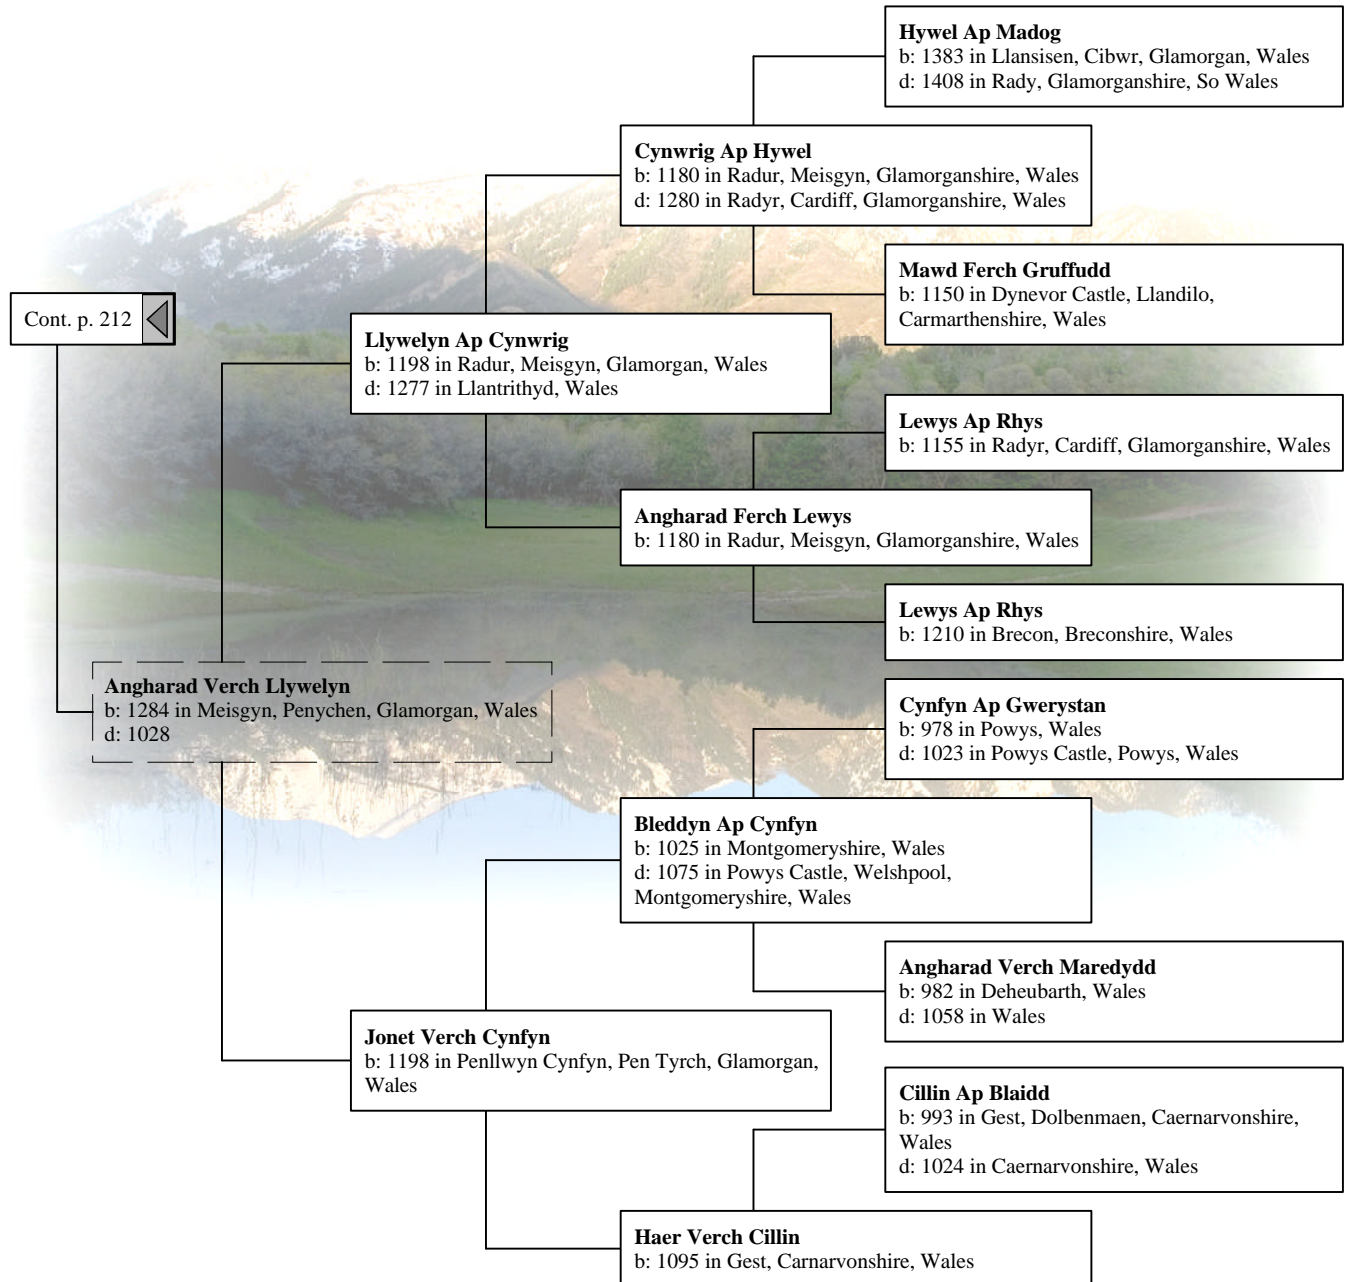 Hywel Ap Madog
b: 1383 in Llansisen, Cibwr, Glamorgan, Wales
d: 1408 in Rady, Glamorganshire, So Wales
Cynwrig Ap Hywel
b: 1180 in Radur, Meisgyn, Glamorganshire, Wales
d: 1280 in Radyr, Cardiff, Glamorganshire, Wales
Mawd Ferch Gruffudd
b: 1150 in Dynevor Castle, Llandilo,
Carmarthenshire, Wales
Cont. p. 212
Llywelyn Ap Cynwrig
b: 1198 in Radur, Meisgyn, Glamorgan, Wales
d: 1277 in Llantrithyd, Wales
Lewys Ap Rhys
b: 1155 in Radyr, Cardiff, Glamorganshire, Wales
Angharad Ferch Lewys
b: 1180 in Radur, Meisgyn, Glamorganshire, Wales
Lewys Ap Rhys
b: 1210 in Brecon, Breconshire, Wales
Angharad Verch Llywelyn
b: 1284 in Meisgyn, Penychen, Glamorgan, Wales
d: 1028
Cynfyn Ap Gwerystan
b: 978 in Powys, Wales
d: 1023 in Powys Castle, Powys, Wales
Bleddyn Ap Cynfyn
b: 1025 in Montgomeryshire, Wales
d: 1075 in Powys Castle, Welshpool,
Montgomeryshire, Wales
Angharad Verch Maredydd
b: 982 in Deheubarth, Wales
d: 1058 in Wales
Jonet Verch Cynfyn
b: 1198 in Penllwyn Cynfyn, Pen Tyrch, Glamorgan,
Wales
Cillin Ap Blaidd
b: 993 in Gest, Dolbenmaen, Caernarvonshire,
Wales
d: 1024 in Caernarvonshire, Wales
Haer Verch Cillin
b: 1095 in Gest, Carnarvonshire, Wales